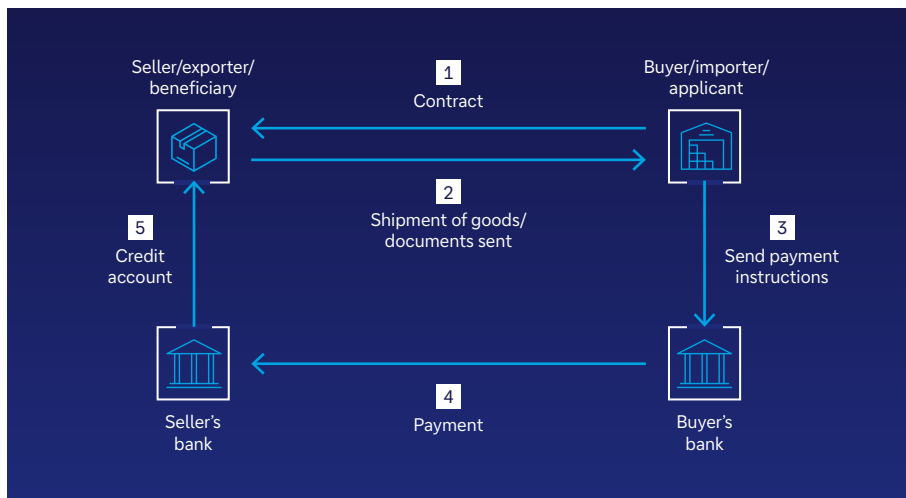 Seller/exporter/
beneficiary
1
Contract
Buyer/importer/
applicant
2
Shipment of goods/
documents sent
5
Credit
account
3
Send payment
instructions
4
Payment
Seller’s
bank
Buyer’s
bank